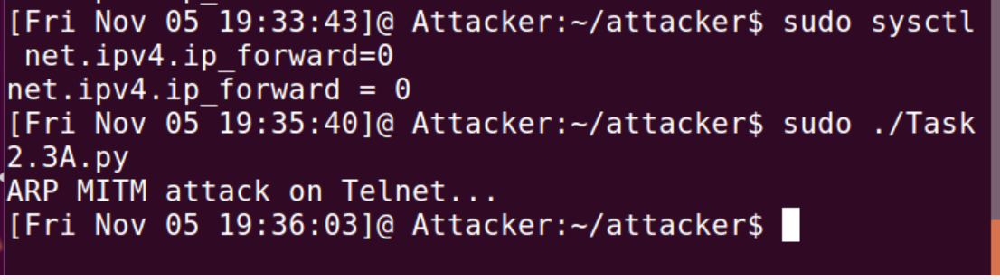 [Fri Nov 05 19:33:43]@ Attacker:~/attacker$ sudo sysctl
 net.ipv4.ip_forward=0
net.ipv4.ip_forward = 0
[Fri Nov 05 19:35:40]@ Attacker:~/attacker$ sudo ./Task
2.3A.py
ARP MITM attack on Telnet...
[Fri Nov 05 19:36:03]@ Attacker:~/attacker$